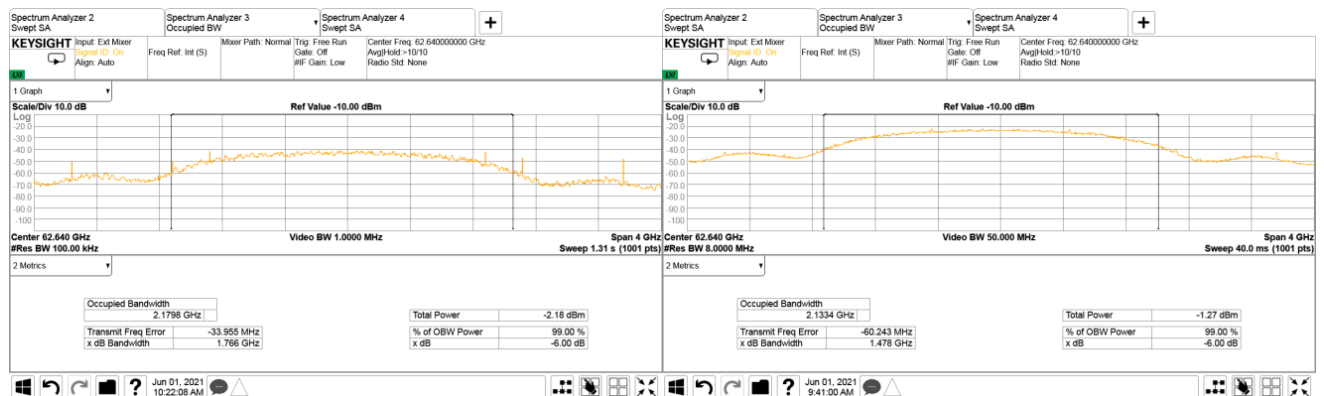 Spectrum Analyzer 2
Swept SA
Spectrum Analyzer 3
Occupied BW
Spectrum Analyzer 4
Swept SA
+
KEYSIGHT
LXI
Input: Ext Mixer
Signal ID: On
Align: Auto
Freq Ref: Int (S)
Mixer Path: Normal
Trig: Free Run
Gate: Off
#IF Gain: Low
Center Freq: 62.640000000 GHz
Avg|Hold:>10/10
Radio Std: None
1 Graph
Scale/Div 10.0 dB
Ref Value -10.00 dBm
Log
-20.0
-30.0
-40.0
-50.0
-60.0
-70.0
-80.0
-90.0
-100
Center 62.640 GHz
#Res BW 100.00 kHz
Video BW 1.0000 MHz
Span 4 GHz
Sweep 1.31 s (1001 pts)
2 Metrics
Occupied Bandwidth
2.1798 GHz
Transmit Freq Error -33.955 MHz
x dB Bandwidth 1.766 GHz
Total Power -2.18 dBm
% of OBW Power 99.00 %
x dB -6.00 dB
?
Jun 01, 2021
10:22:08 AM
Spectrum Analyzer 2
Swept SA
Spectrum Analyzer 3
Occupied BW
Spectrum Analyzer 4
Swept SA
+
KEYSIGHT
LXI
Input: Ext Mixer
Signal ID: On
Align: Auto
Freq Ref: Int (S)
Mixer Path: Normal
Trig: Free Run
Gate: Off
#IF Gain: Low
Center Freq: 62.640000000 GHz
Avg|Hold:>10/10
Radio Std: None
1 Graph
Scale/Div 10.0 dB
Ref Value -10.00 dBm
Log
-20.0
-30.0
-40.0
-50.0
-60.0
-70.0
-80.0
-90.0
-100
Center 62.640 GHz
#Res BW 8.0000 MHz
Video BW 50.000 MHz
Span 4 GHz
Sweep 40.0 ms (1001 pts)
2 Metrics
Occupied Bandwidth
2.1334 GHz
Transmit Freq Error -60.243 MHz
x dB Bandwidth 1.478 GHz
Total Power -1.27 dBm
% of OBW Power 99.00 %
x dB -6.00 dB
?
Jun 01, 2021
9:41:00 AM